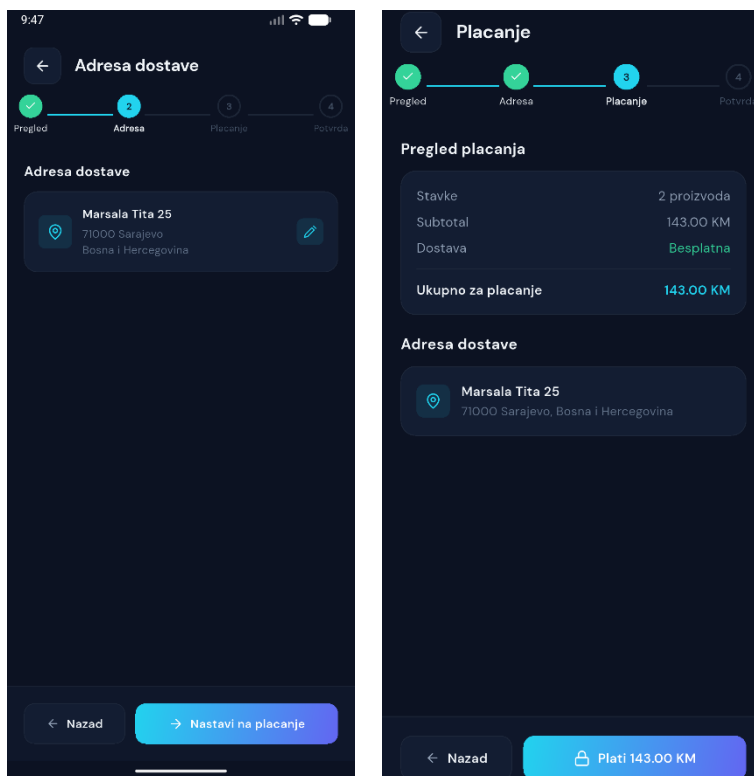 9:47
Adresa dostave
2 3 4
Pregled Adresa Placanje Potvrda
Adresa dostave
Marsala Tita 25
71000 Sarajevo
Bosna i Hercegovina
Nazad Nastavi na placanje
Placanje
3 4
Pregled Adresa Placanje Potvrda
Pregled placanja
Stavke 2 proizvoda
Subtotal 143.00 KM
Dostava Besplatna
Ukupno za placanje 143.00 KM
Adresa dostave
Marsala Tita 25
71000 Sarajevo, Bosna i Hercegovina
Nazad Plati 143.00 KM